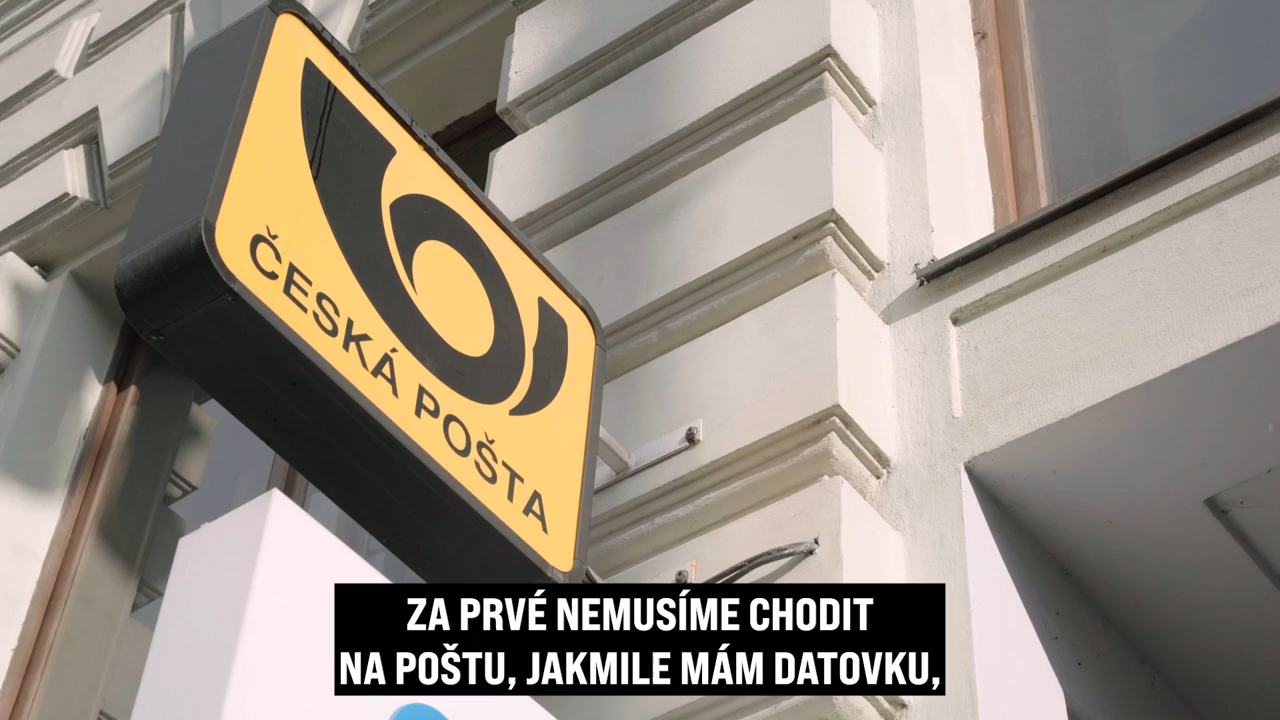 ČESKÁ POŠTA
ZA PRVÉ NEMUSÍME CHODIT
NA POŠTU, JAKMILE MÁM DATOVKU,